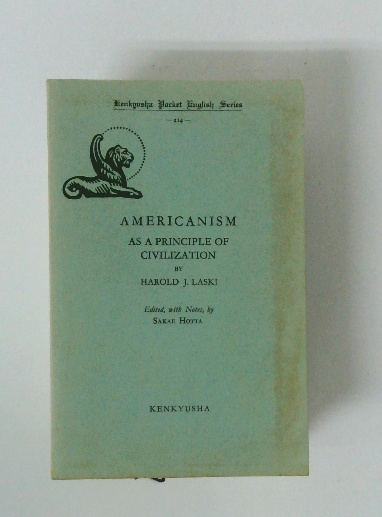 Kenkyusha Pocket English Series
— 214 —
AMERICANISM
AS A PRINCIPLE OF
CIVILIZATION
BY
HAROLD J. LASKI
Edited, with Notes, by
SAKAE HOTTA
KENKYUSHA